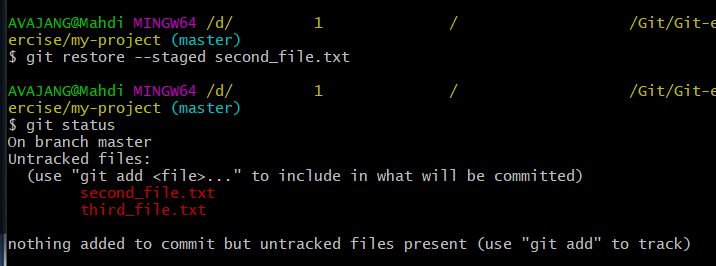 AVAJANG@Mahdi MINGW64 /d/ 1 / /Git/Git-e
ercise/my-project (master)
$ git restore --staged second_file.txt
AVAJANG@Mahdi MINGW64 /d/ 1 / /Git/Git-e
ercise/my-project (master)
$ git status
On branch master
Untracked files:
  (use "git add <file>..." to include in what will be committed)
        second_file.txt
        third_file.txt
nothing added to commit but untracked files present (use "git add" to track)